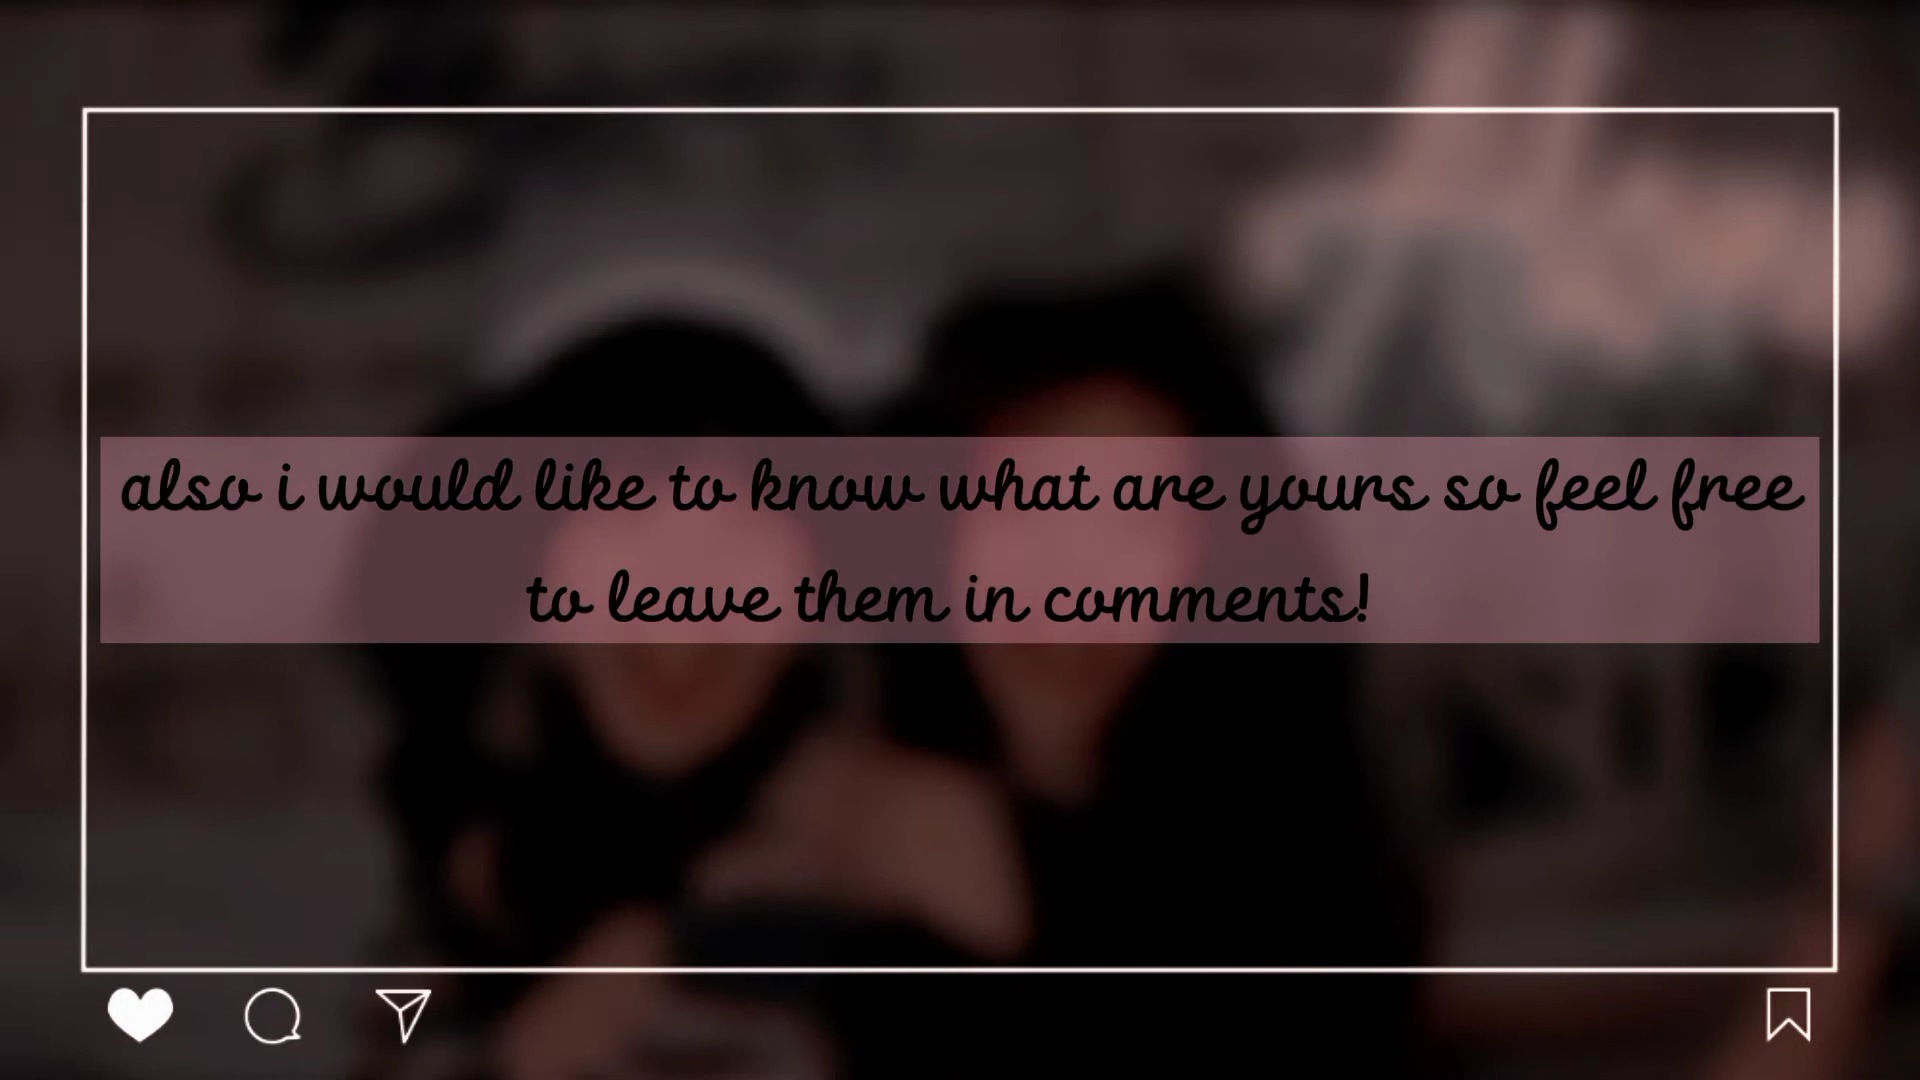 also i would like to know what are yours so feel free
to leave them in comments!